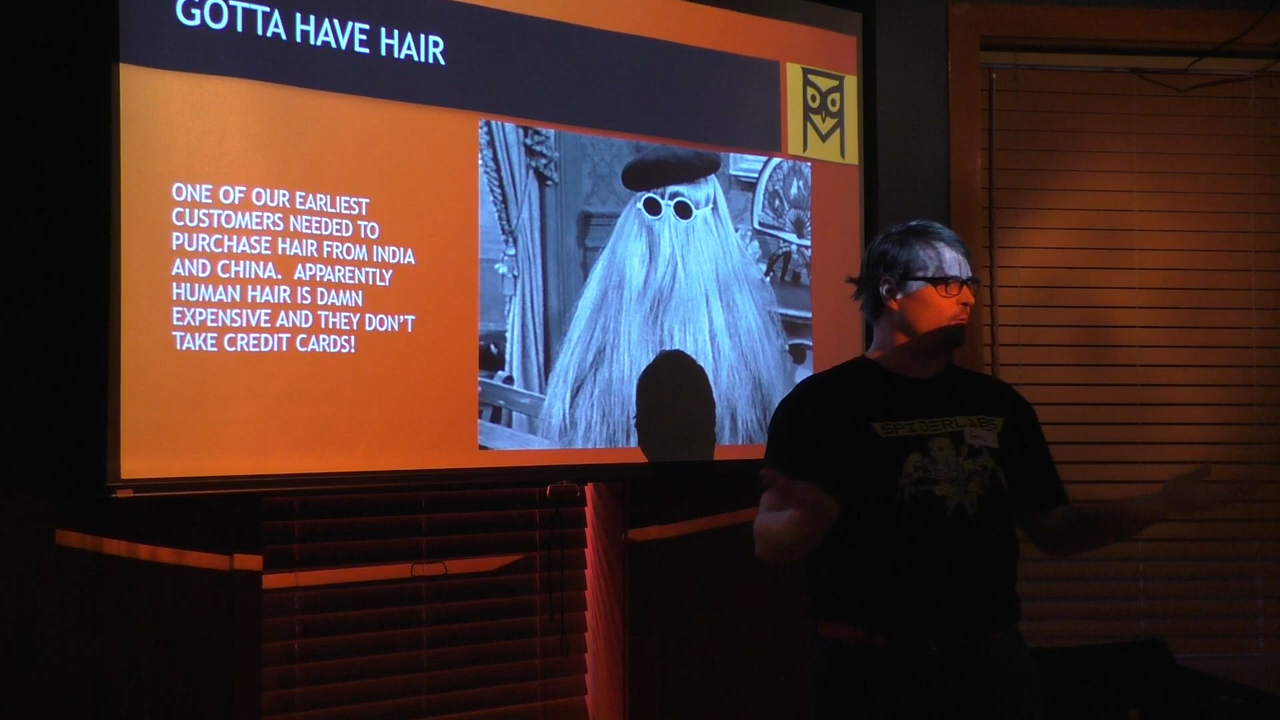 GOTTA HAVE HAIR
ONE OF OUR EARLIEST
CUSTOMERS NEEDED TO
PURCHASE HAIR FROM INDIA
AND CHINA. APPARENTLY
HUMAN HAIR IS DAMN
EXPENSIVE AND THEY DON'T
TAKE CREDIT CARDS!
SPIDERLABS